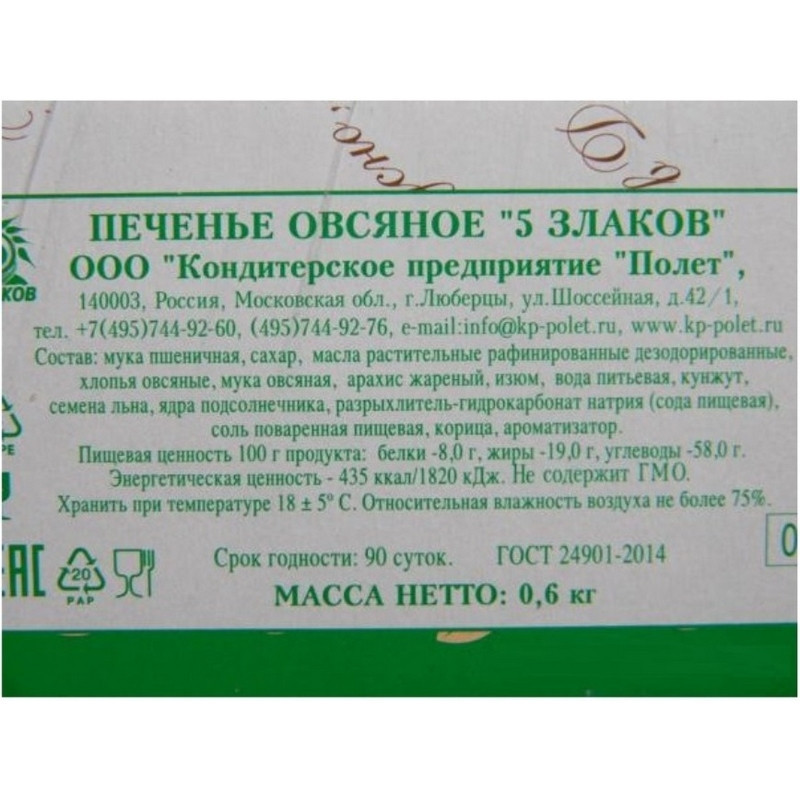 сно.
Ба
ПЕЧЕНЬЕ ОВСЯНОЕ "5 ЗЛАКОВ"
ООО "Кондитерское предприятие "Полет",
КОВ
140003, Россия, Московская обл., г.Люберцы, ул.Шоссейная, д.42/1,
тел. +7(495)744-92-60, (495)744-92-76, e-mail:info@kp-polet.ru, www.kp-polet.ru
Состав: мука пшеничная, сахар, масла растительные рафинированные дезодорированные,
хлопья овсяные, мука овсяная, арахис жареный, изюм, вода питьевая, кунжут,
семена льна, ядра подсолнечника, разрыхлитель-гидрокарбонат натрия (сода пищевая),
соль поваренная пищевая, корица, ароматизатор.
PE
Пищевая ценность 100 г продукта: белки -8,0 г, жиры -19,0 г, углеводы -58,0 г.
Энергетическая ценность - 435 ккал/1820 кДж. Не содержит ГМО.
Хранить при температуре 18 ± 5° С. Относительная влажность воздуха не более 75%.
Срок годности: 90 суток. ГОСТ 24901-2014
0
EAC
20
PAP
МАССА НЕТТО: 0,6 кг